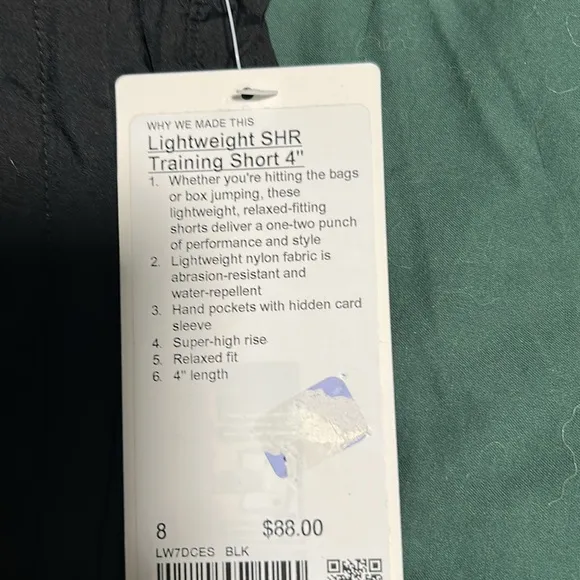 WHY WE MADE THIS
Lightweight SHR
Training Short 4"
1. Whether you're hitting the bags
or box jumping, these
lightweight, relaxed-fitting
shorts deliver a one-two punch
of performance and style
2. Lightweight nylon fabric is
abrasion-resistant and
water-repellent
3. Hand pockets with hidden card
sleeve
4. Super-high rise
5. Relaxed fit
6. 4" length
8 $88.00
LW7DCES BLK